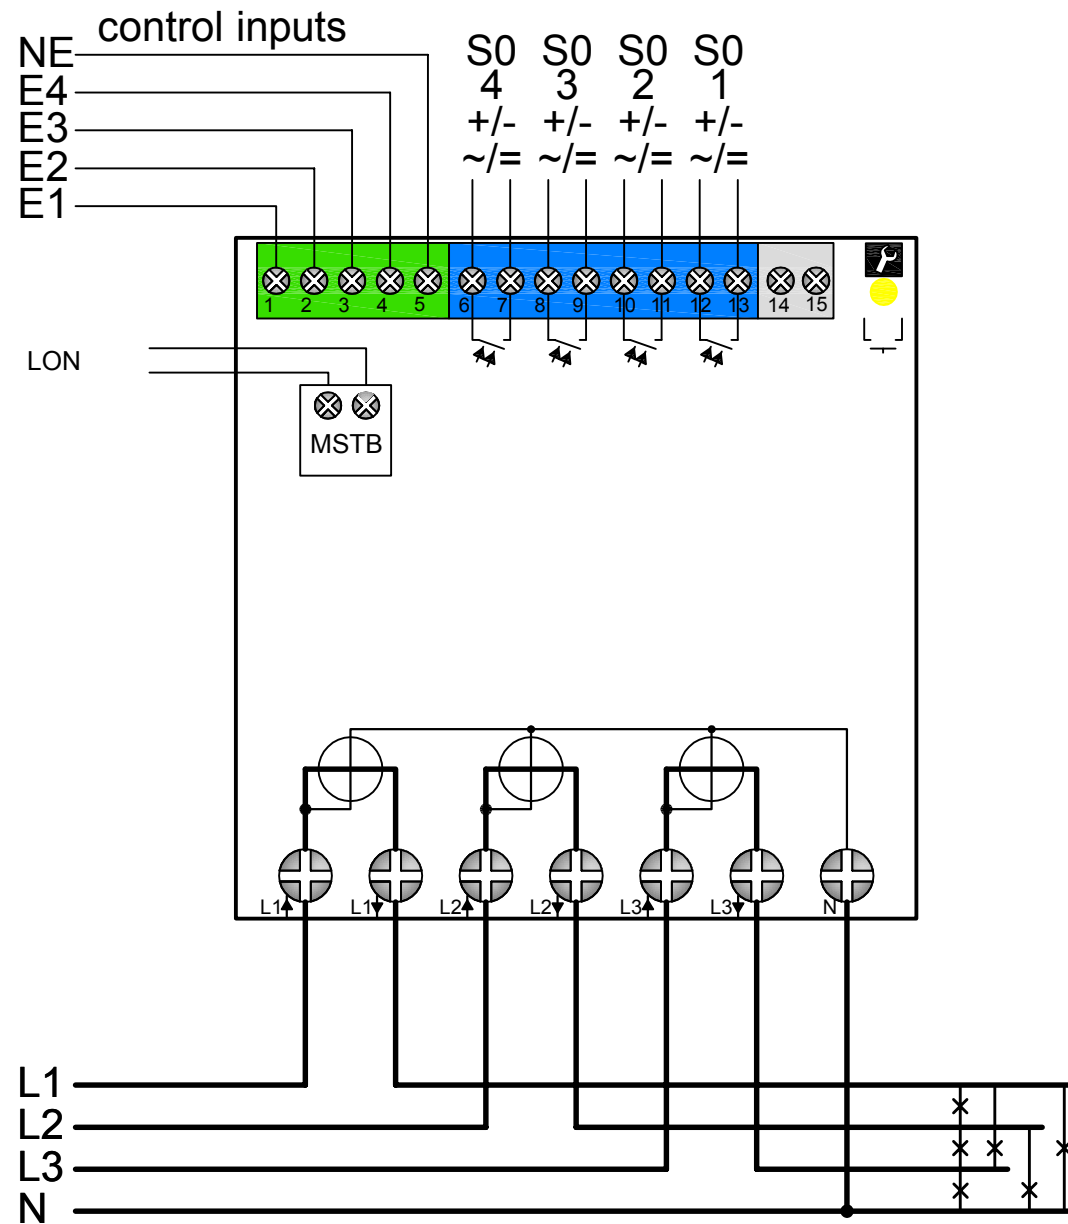 control inputs
NE
E4
E3
E2
E1
S0 S0 S0 S0
4 3 2 1
+/- +/- +/- +/-
~/= ~/= ~/= ~/=
1 2 3 4 5 6 7 8 9 10 11 12 13 14 15
LON
MSTB
L1 L1 L2 L2 L3 L3 N
L1
L2
L3
N